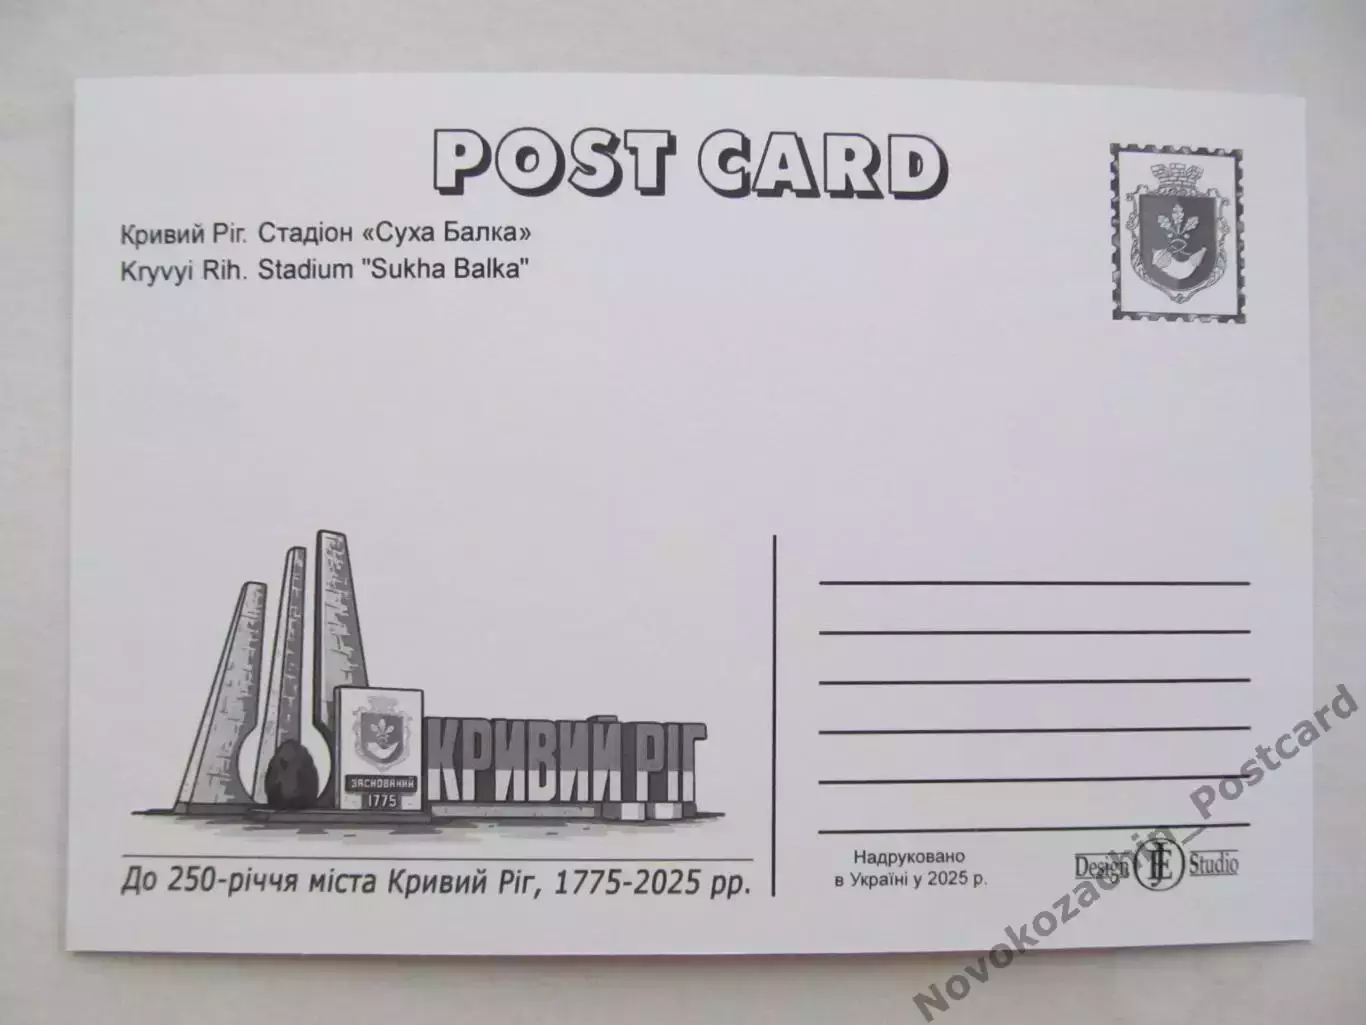 POST CARD
Кривий Ріг. Стадіон «Суха Балка»
Kryvyi Rih. Stadium "Sukha Balka"
КРИВИЙ РІГ
ЗАСНОВАНИЙ
1775
До 250-річчя міста Кривий Ріг, 1775-2025 рр.
Надруковано
в Україні у 2025 р.
Design Studio
Novokozachin_Postcard